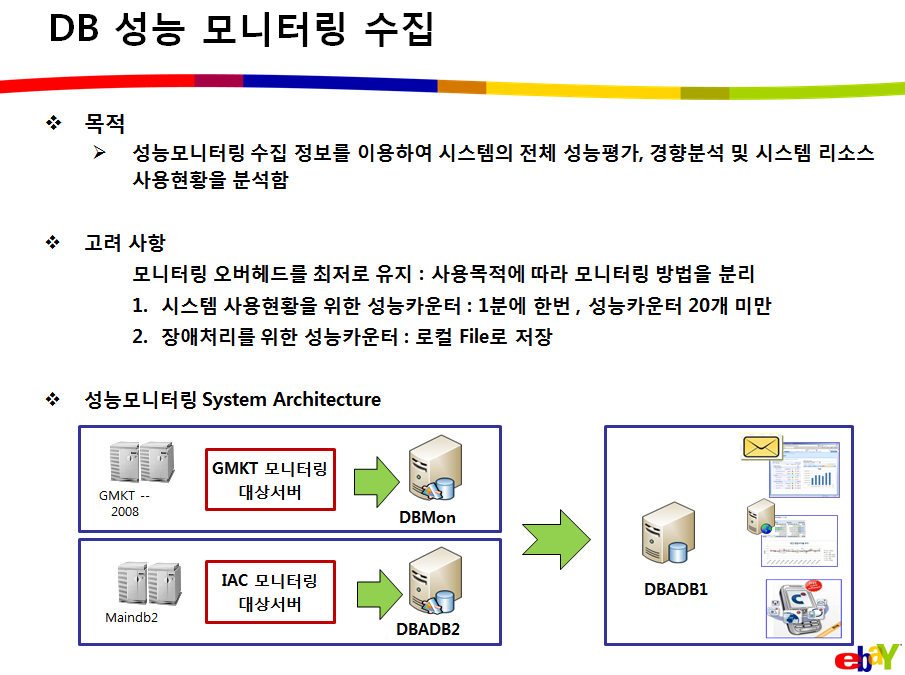 DB 성능 모니터링 수집
❖ 목적
➢ 성능모니터링 수집 정보를 이용하여 시스템의 전체 성능평가, 경향분석 및 시스템 리소스
사용현황을 분석함
❖ 고려 사항
모니터링 오버헤드를 최저로 유지 : 사용목적에 따라 모니터링 방법을 분리
1. 시스템 사용현황을 위한 성능카운터 : 1분에 한번 , 성능카운터 20개 미만
2. 장애처리를 위한 성능카운터 : 로컬 File로 저장
❖ 성능모니터링 System Architecture
GMKT --
2008
GMKT 모니터링
대상서버
DBMon
Maindb2
IAC 모니터링
대상서버
DBADB2
DBADB1
ebaY